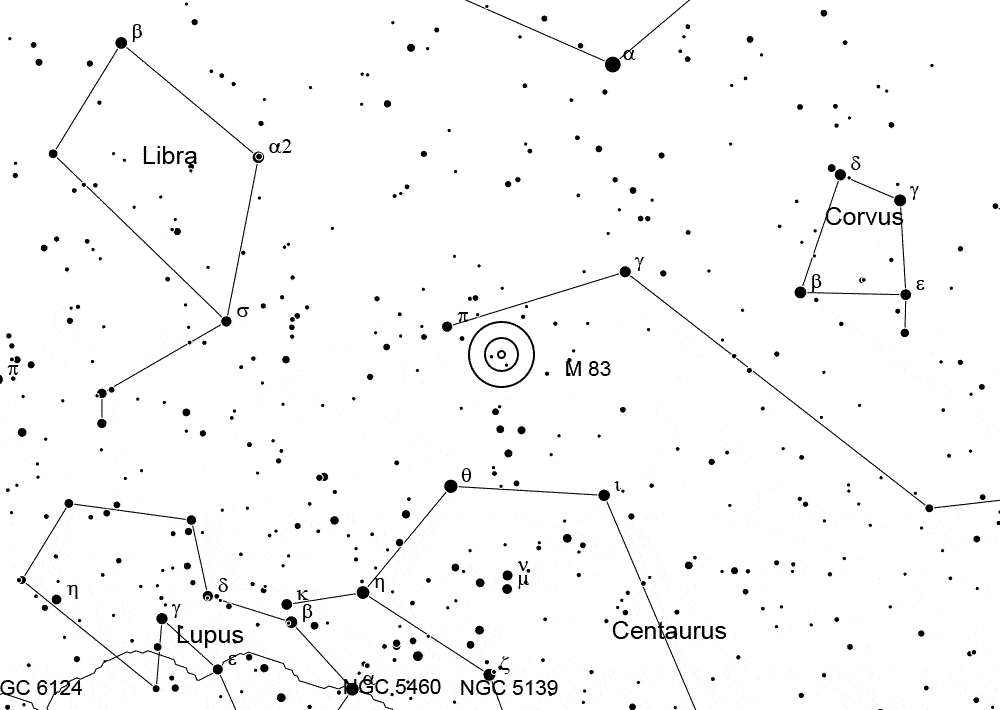 β
α
α2
Libra
δ
γ
Corvus
γ
β
ε
σ
π
π
M 83
θ
ι
ν
μ
η
η
δ
κ
β
γ
Lupus
Centaurus
ε
ζ
α
GC 6124
NGC 5460
NGC 5139